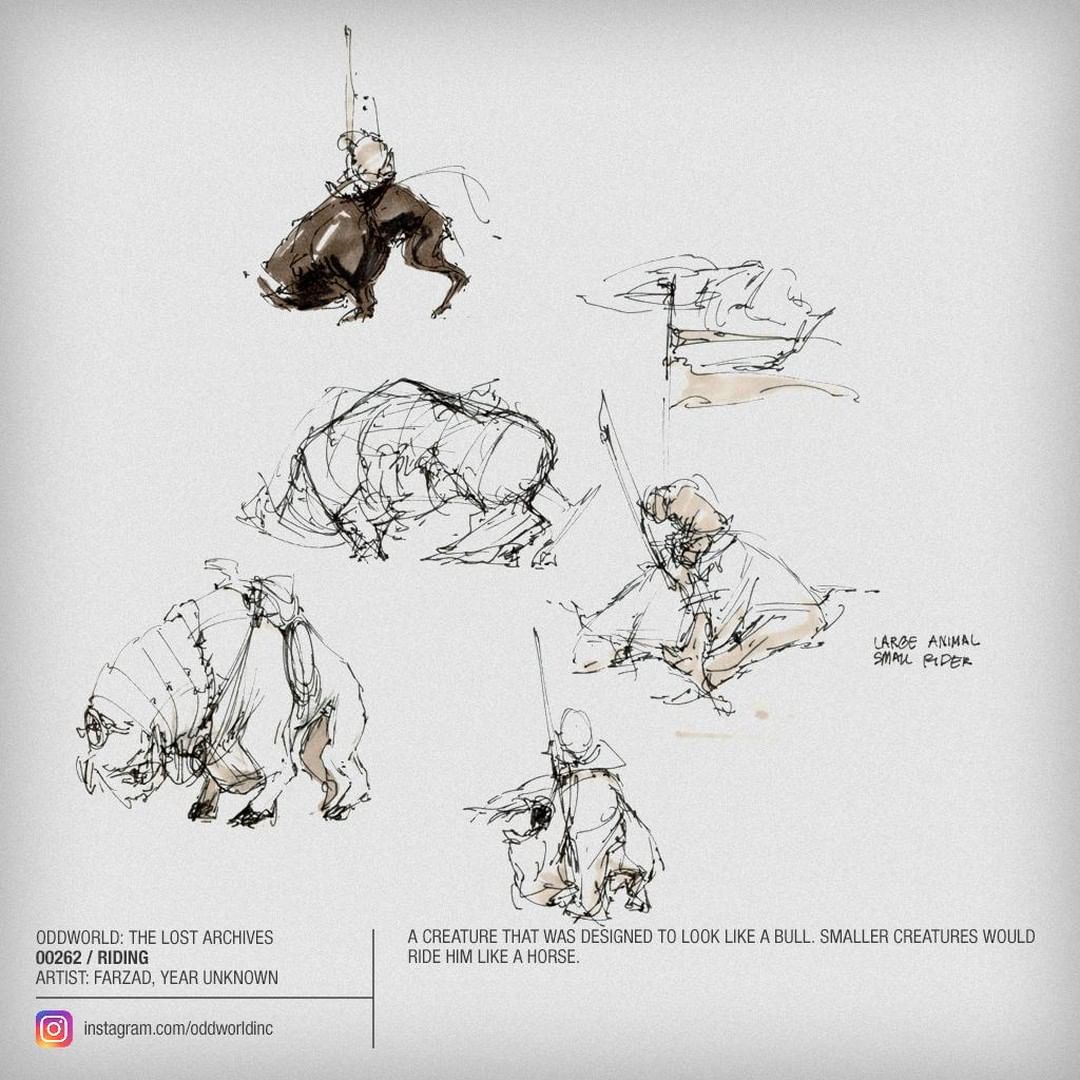 LARGE ANIMAL
SMALL RIDER
ODDWORLD: THE LOST ARCHIVES
00262 / RIDING
ARTIST: FARZAD, YEAR UNKNOWN
instagram.com/oddworldinc
A CREATURE THAT WAS DESIGNED TO LOOK LIKE A BULL. SMALLER CREATURES WOULD
RIDE HIM LIKE A HORSE.